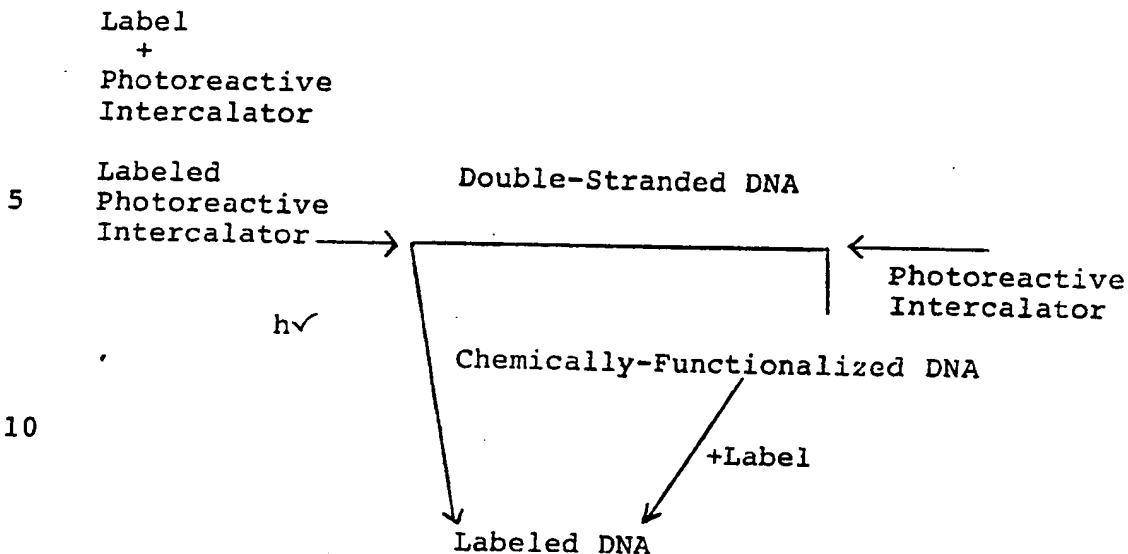 Label
+
Photoreactive
Intercalator
Labeled
Double-Stranded DNA
5
Photoreactive
Intercalator
Photoreactive
Intercalator
h✓
Chemically-Functionalized DNA
10
+Label
Labeled DNA